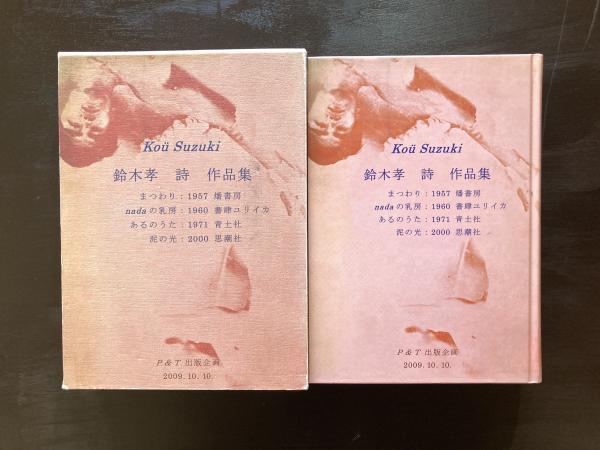 Koü Suzuki
鈴木孝 詩 作品集
まつわり:1957 燔書房
nadaの乳房:1960 書肆ユリイカ
あるのうた:1971 青土社
泥の光:2000 思潮社
P&T 出版企画
2009.10.10.
Koü Suzuki
鈴木孝 詩 作品集
まつわり:1957 燔書房
nadaの乳房:1960 書肆ユリイカ
あるのうた:1971 青土社
泥の光:2000 思潮社
P&T 出版企画
2009.10.10.